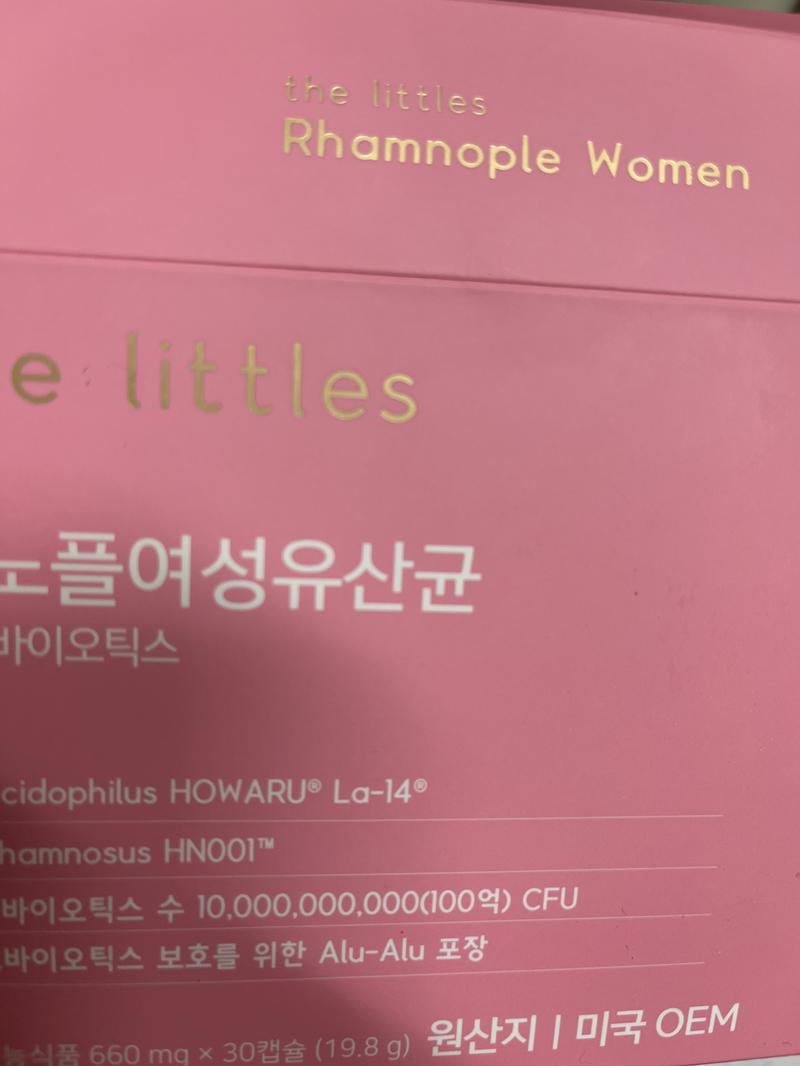 the littles
Rhamnople Women
e littles
노플여성유산균
바이오틱스
cidophilus HOWARU® La-14®
hamnosus HN001™
바이오틱스 수 10,000,000,000(100억) CFU
바이오틱스 보호를 위한 Alu-Alu 포장
능식품 660 mg × 30캡슐 (19.8 g) 원산지 | 미국 OEM